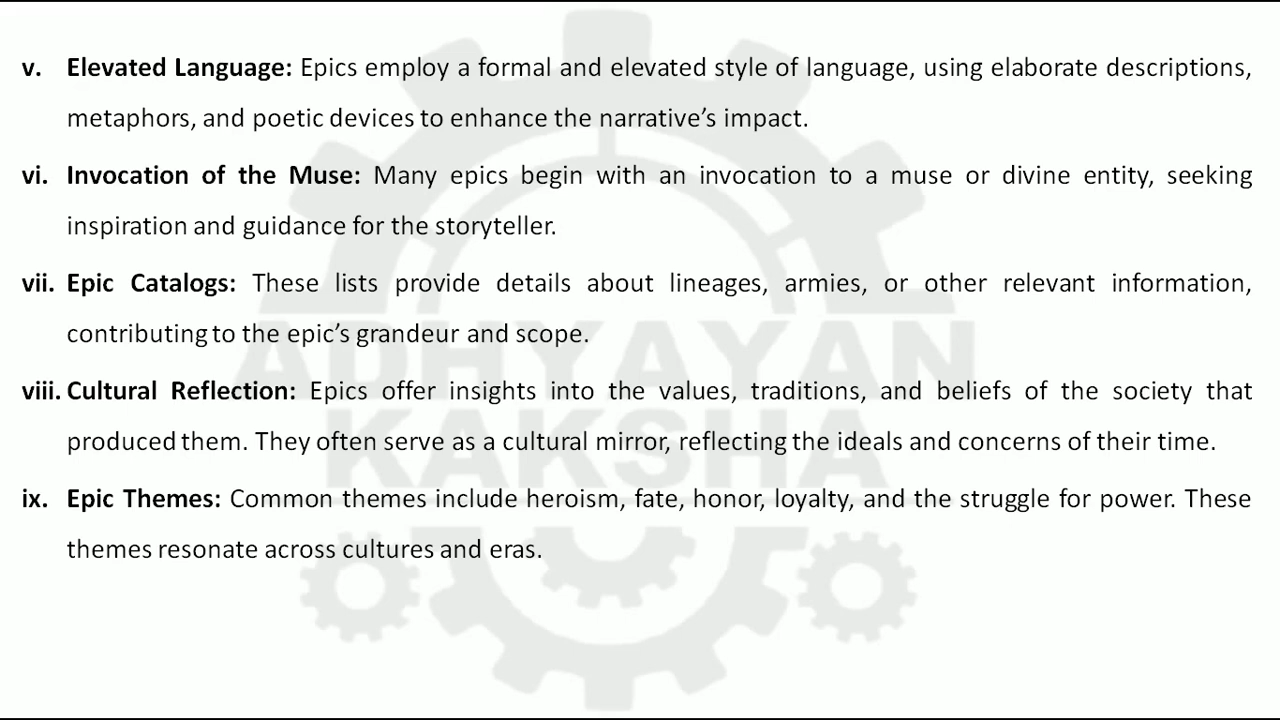 v. Elevated Language: Epics employ a formal and elevated style of language, using elaborate descriptions,
metaphors, and poetic devices to enhance the narrative’s impact.
vi. Invocation of the Muse: Many epics begin with an invocation to a muse or divine entity, seeking
inspiration and guidance for the storyteller.
vii. Epic Catalogs: These lists provide details about lineages, armies, or other relevant information,
contributing to the epic’s grandeur and scope.
ADHYAYAN
viii. Cultural Reflection: Epics offer insights into the values, traditions, and beliefs of the society that
produced them. They often serve as a cultural mirror, reflecting the ideals and concerns of their time.
KAKSHA
ix. Epic Themes: Common themes include heroism, fate, honor, loyalty, and the struggle for power. These
themes resonate across cultures and eras.